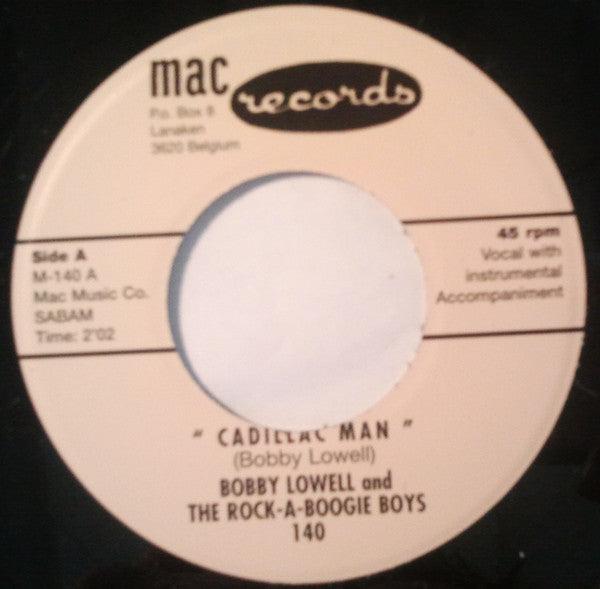 mac records
P.o. Box 8
Lanaken
3620 Belgium
Side A
M-140 A
Mac Music Co.
SABAM
Time: 2'02
45 rpm
Vocal with
instrumental
Accompaniment
" CADILLAC MAN "
(Bobby Lowell)
BOBBY LOWELL and
THE ROCK-A-BOOGIE BOYS
140